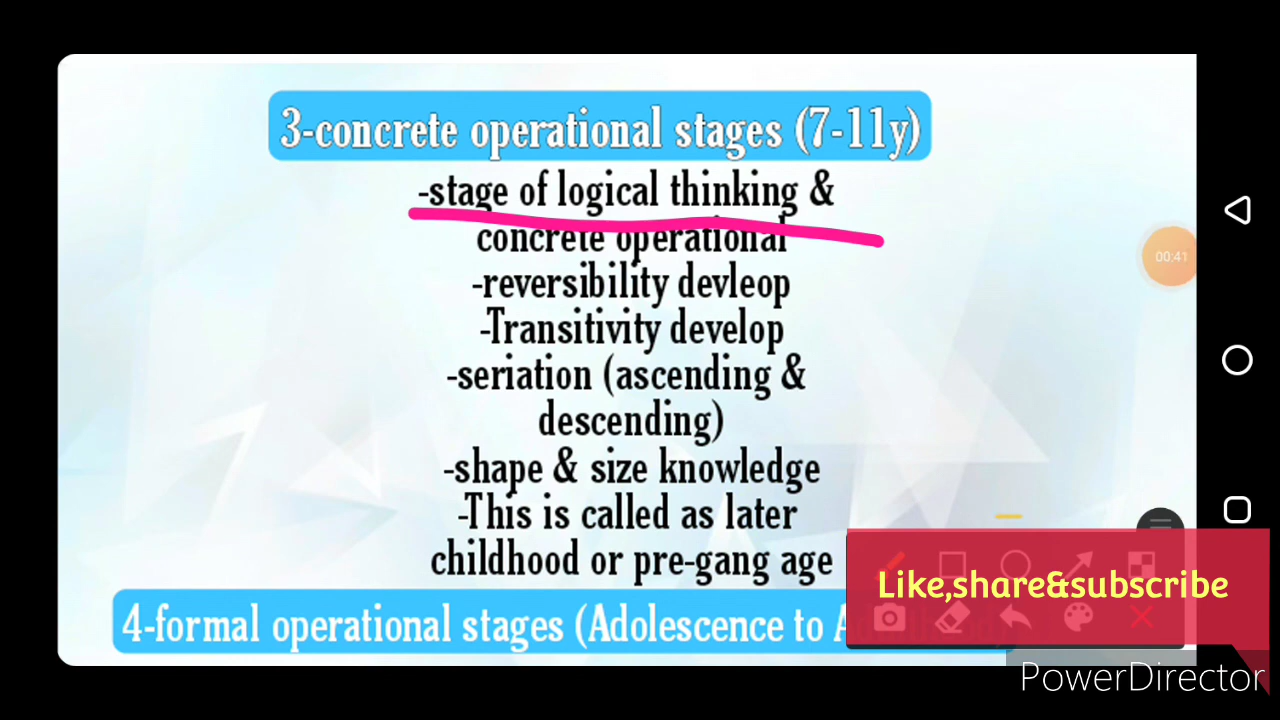 3-concrete operational stages (7-11y)
-stage of logical thinking &
concrete operational
-reversibility devleop
-Transitivity develop
-seriation (ascending &
descending)
-shape & size knowledge
-This is called as later
childhood or pre-gang age
4-formal operational stages (Adolescence to
00:41
Like,share&subscribe
PowerDirector